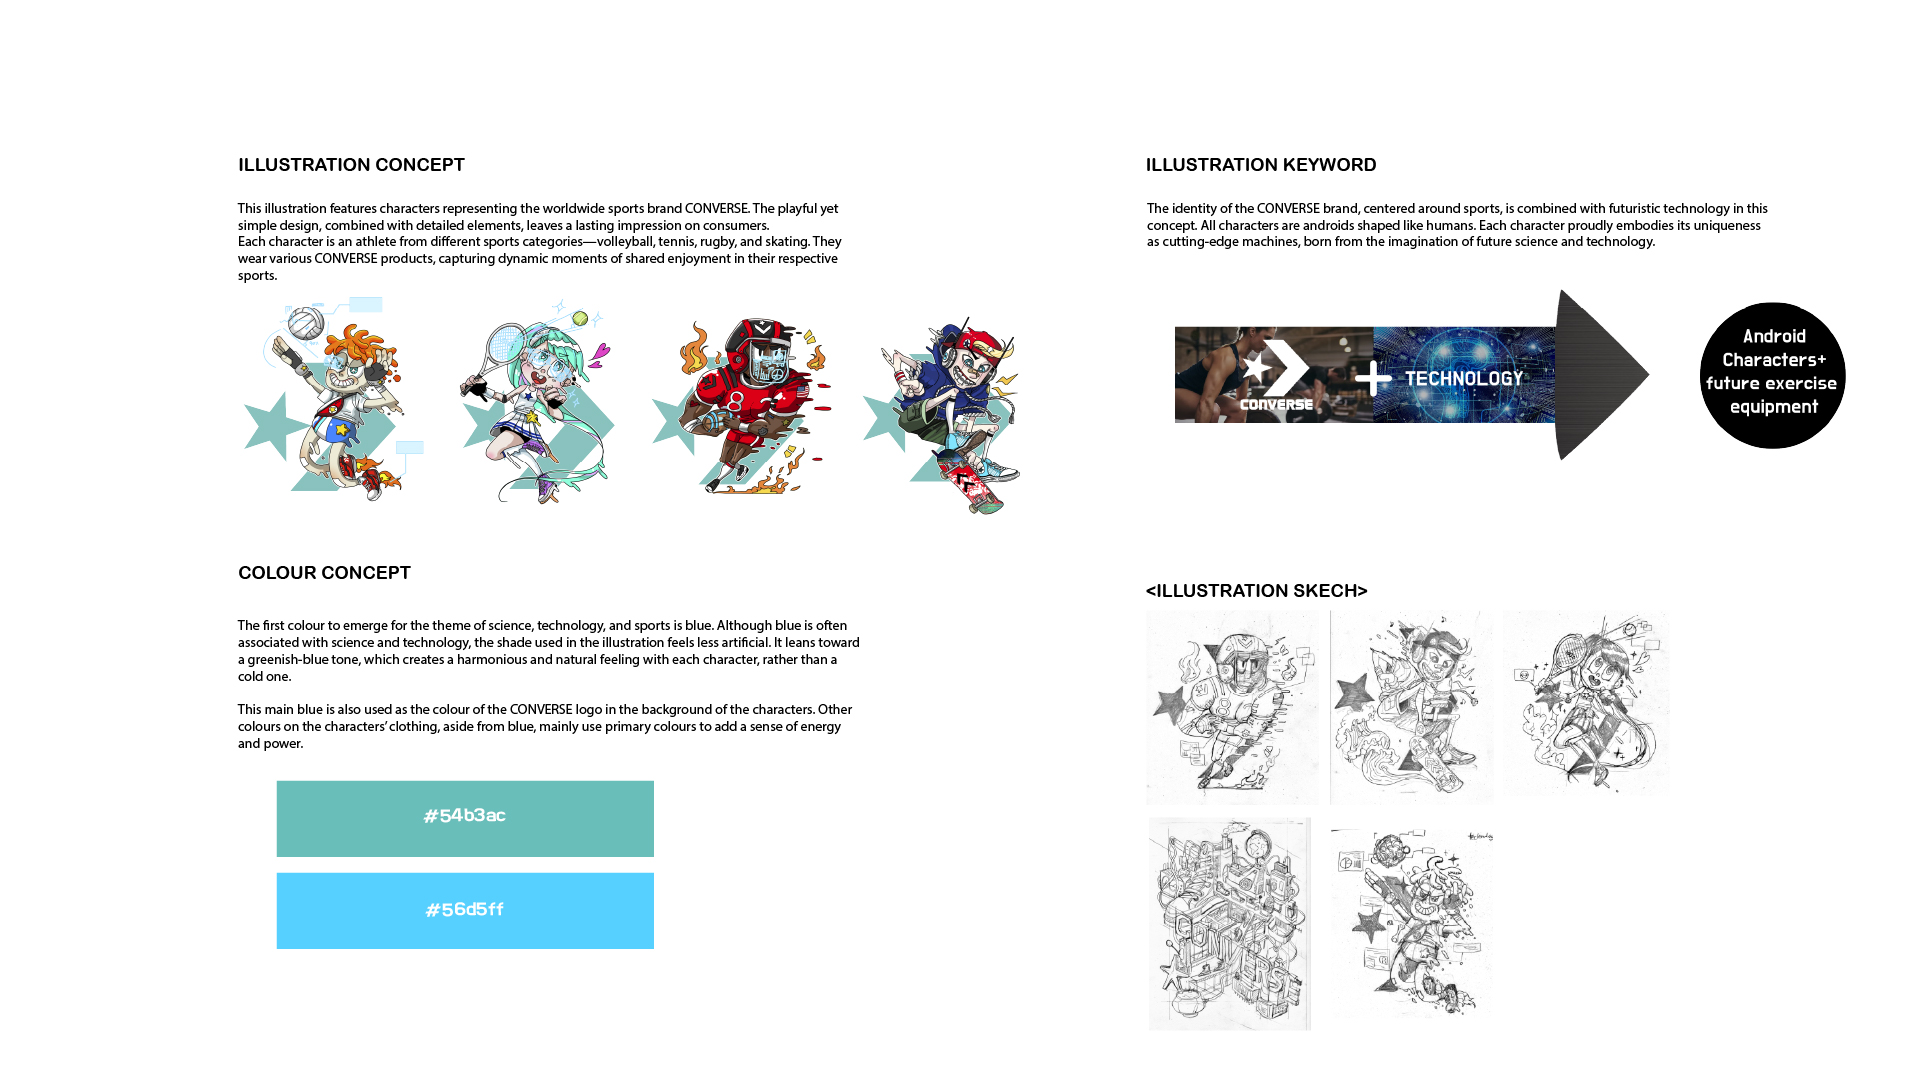 ILLUSTRATION CONCEPT
This illustration features characters representing the worldwide sports brand CONVERSE. The playful yet
simple design, combined with detailed elements, leaves a lasting impression on consumers.
Each character is an athlete from different sports categories—volleyball, tennis, rugby, and skating. They
wear various CONVERSE products, capturing dynamic moments of shared enjoyment in their respective
sports.
8
ILLUSTRATION KEYWORD
The identity of the CONVERSE brand, centered around sports, is combined with futuristic technology in this
concept. All characters are androids shaped like humans. Each character proudly embodies its uniqueness
as cutting-edge machines, born from the imagination of future science and technology.
CONVERSE
+
TECHNOLOGY
Android
Characters+
future exercise
equipment
COLOUR CONCEPT
The first colour to emerge for the theme of science, technology, and sports is blue. Although blue is often
associated with science and technology, the shade used in the illustration feels less artificial. It leans toward
a greenish-blue tone, which creates a harmonious and natural feeling with each character, rather than a
cold one.
This main blue is also used as the colour of the CONVERSE logo in the background of the characters. Other
colours on the characters’ clothing, aside from blue, mainly use primary colours to add a sense of energy
and power.
#54b3ac
#56d5ff
<ILLUSTRATION SKECH>
8
CONVERSE